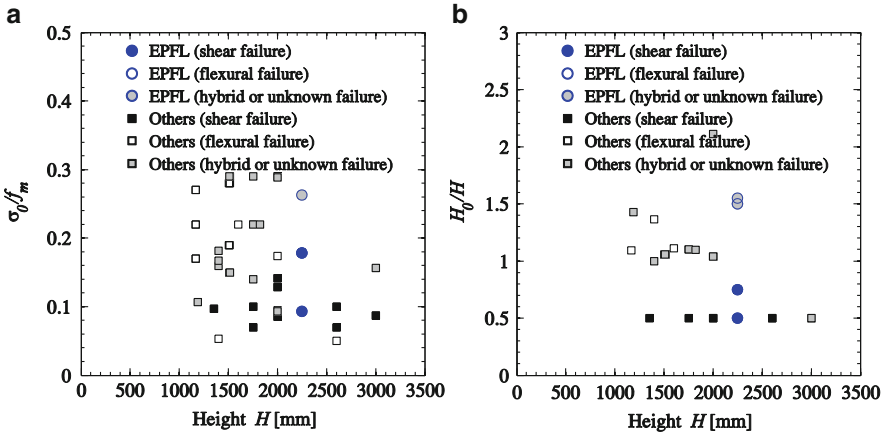 a
0.5
0.4
0.3
0.2
0.1
0
σ0/fm
EPFL (shear failure)
EPFL (flexural failure)
EPFL (hybrid or unknown failure)
Others (shear failure)
Others (flexural failure)
Others (hybrid or unknown failure)
0 500 1000 1500 2000 2500 3000 3500
Height H [mm]
b
3
2.5
2
1.5
1
0.5
0
H0/H
EPFL (shear failure)
EPFL (flexural failure)
EPFL (hybrid or unknown failure)
Others (shear failure)
Others (flexural failure)
Others (hybrid or unknown failure)
0 500 1000 1500 2000 2500 3000 3500
Height H [mm]